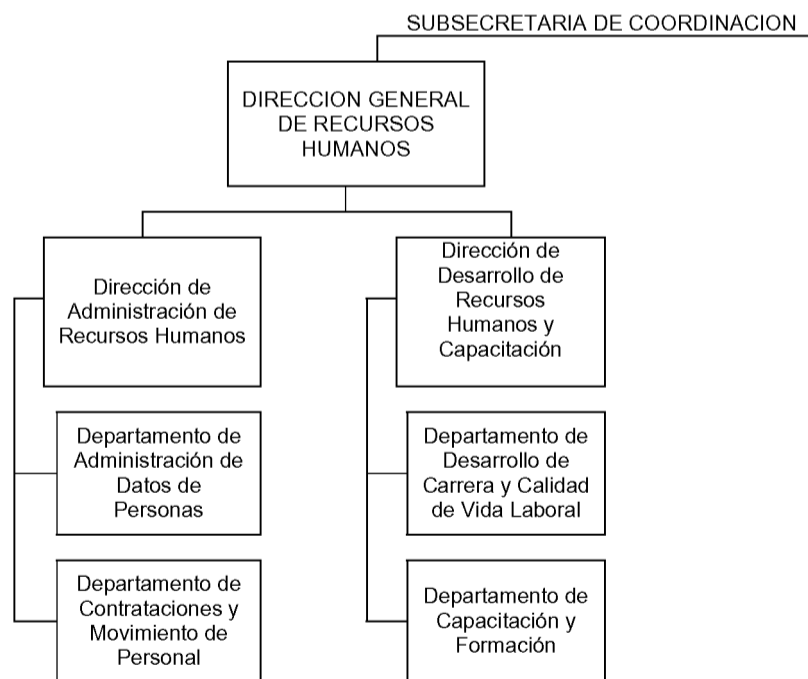 SUBSECRETARIA DE COORDINACION
DIRECCION GENERAL
DE RECURSOS
HUMANOS
Dirección de
Administración de
Recursos Humanos
Dirección de
Desarrollo de
Recursos
Humanos y
Capacitación
Departamento de
Administración de
Datos de
Personas
Departamento de
Desarrollo de
Carrera y Calidad
de Vida Laboral
Departamento de
Contrataciones y
Movimiento de
Personal
Departamento de
Capacitación y
Formación